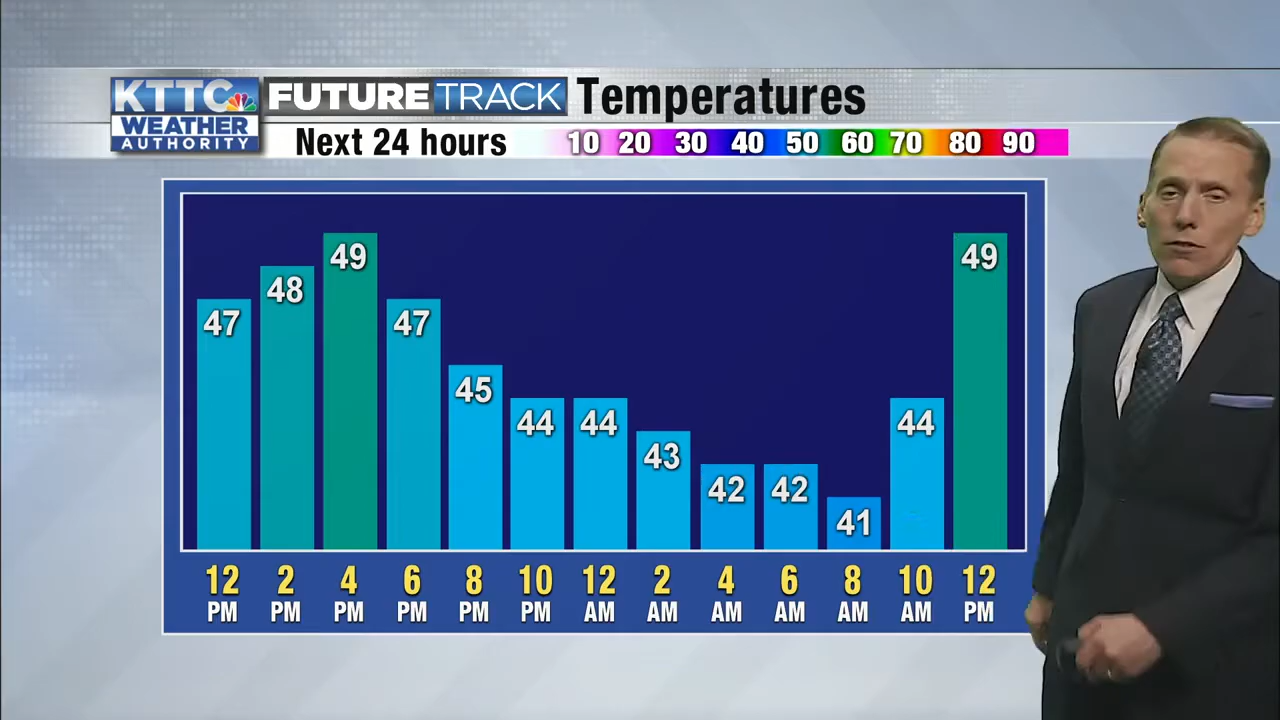 KTTC FUTURE TRACK Temperatures
WEATHER
AUTHORITY
Next 24 hours 10 20 30 40 50 60 70 80 90
47 48 49 47 45 44 44 43 42 42 41 44 49
12 2 4 6 8 10 12 2 4 6 8 10 12
PM PM PM PM PM PM AM AM AM AM AM AM PM